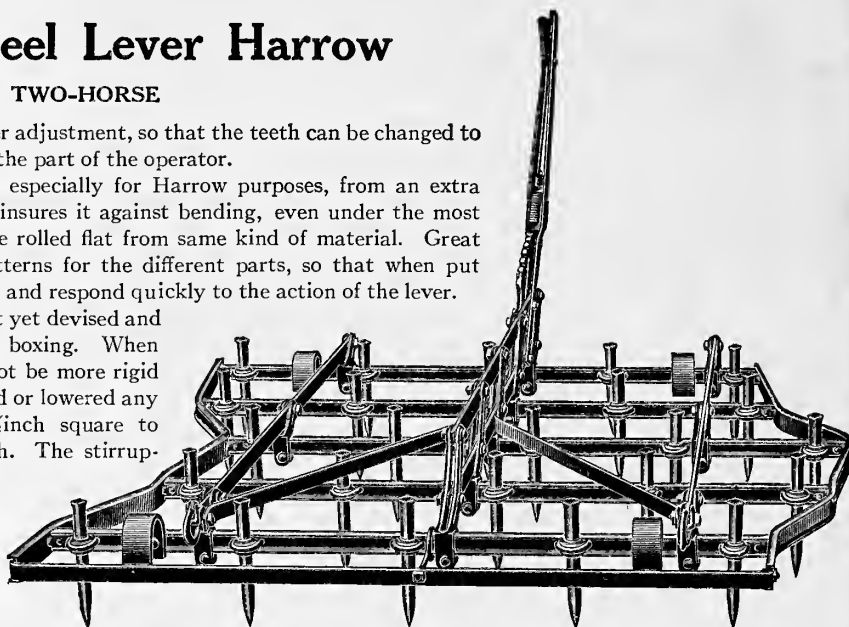 eel Lever Harrow
TWO-HORSE
r adjustment, so that the teeth can be changed to
the part of the operator.
especially for Harrow purposes, from an extra
insures it against bending, even under the most
e rolled flat from same kind of material. Great
tterns for the different parts, so that when put
and respond quickly to the action of the lever.
t yet devised and
boxing. When
ot be more rigid
d or lowered any
inch square to
h. The stirrup-